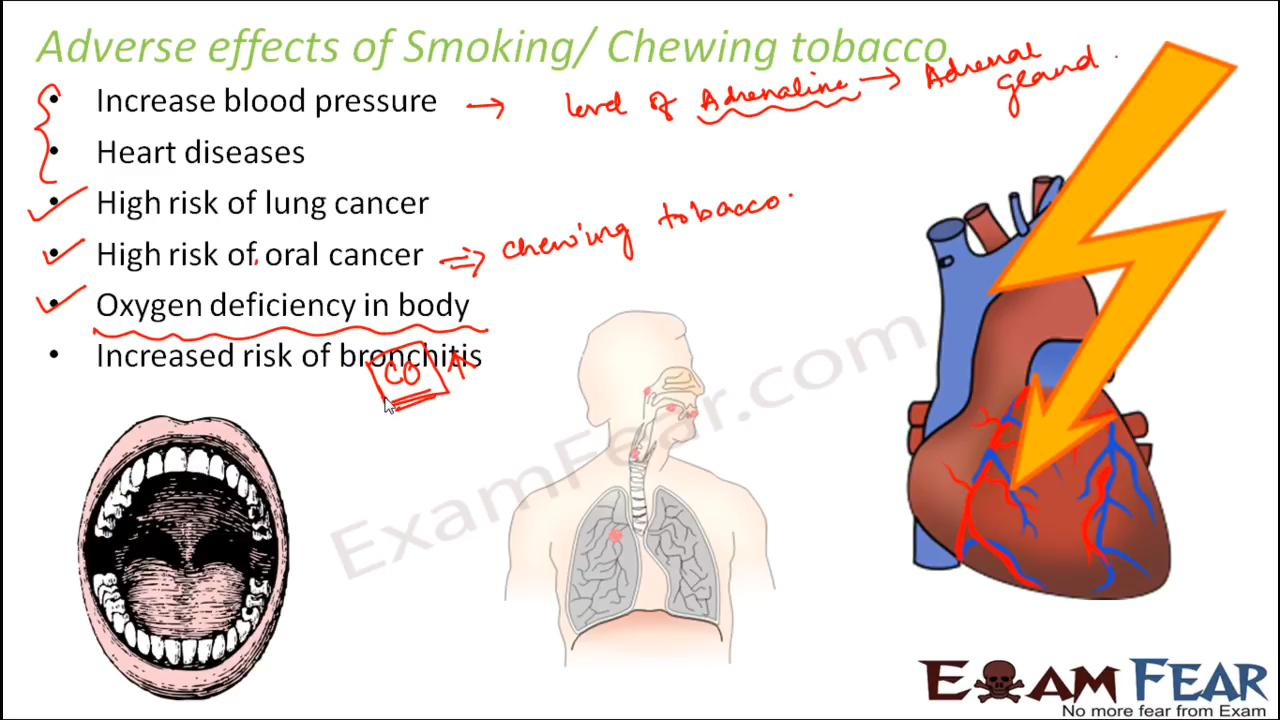 Adverse effects of Smoking/ Chewing tobacco
• Increase blood pressure → level of Adrenaline → Adrenal gland.
• Heart diseases
• High risk of lung cancer
• High risk of oral cancer ⇒ chewing tobacco.
• Oxygen deficiency in body
• Increased risk of bronchitis
CO ↑
ExamFear.com
EXAM FEAR
No more fear from Exam